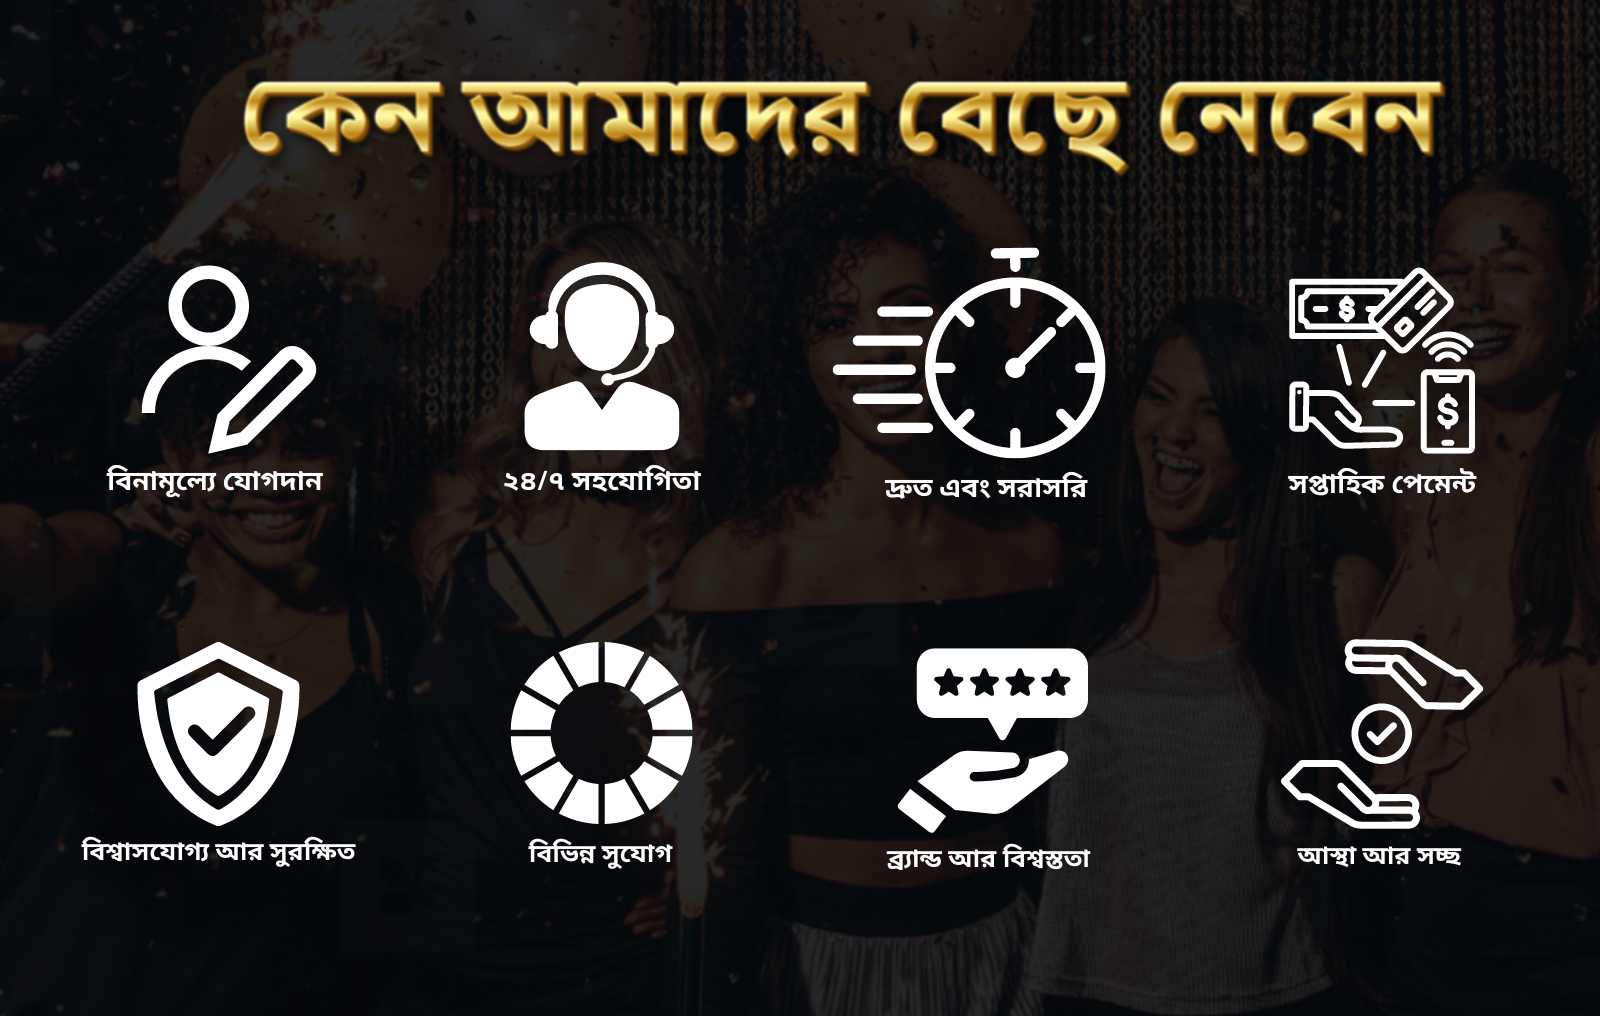 কেন আমাদের বেছে নেবেন
বিনামূল্যে যোগদান
২৪/৭ সহযোগিতা
দ্রুত এবং সরাসরি
সপ্তাহিক পেমেন্ট
বিশ্বাসযোগ্য আর সুরক্ষিত
বিভিন্ন সুযোগ
ব্র্যান্ড আর বিশ্বস্ততা
আস্থা আর সচ্ছ